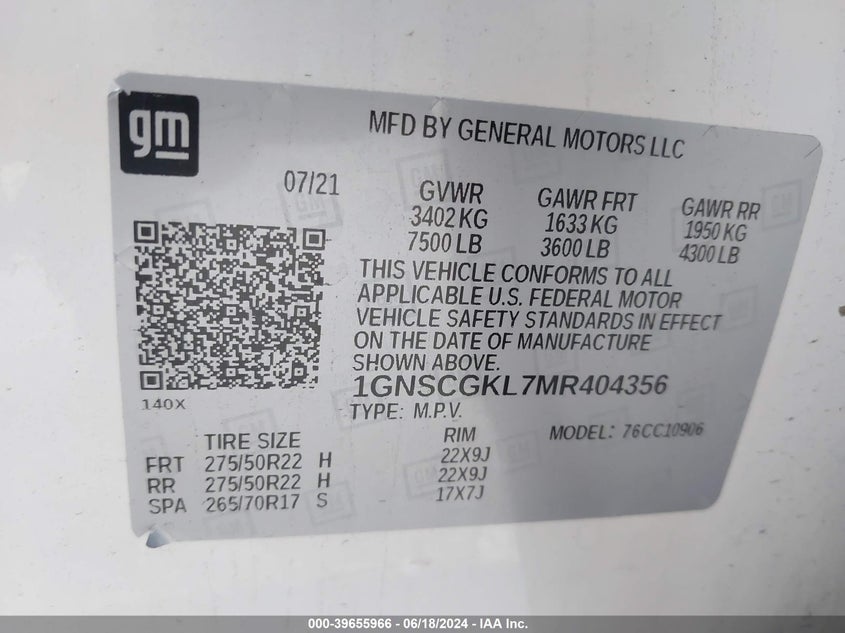 gm
MFD BY GENERAL MOTORS LLC
07/21
GVWR GAWR FRT GAWR RR
3402 KG 1633 KG 1950 KG
7500 LB 3600 LB 4300 LB
THIS VEHICLE CONFORMS TO ALL
APPLICABLE U.S. FEDERAL MOTOR
VEHICLE SAFETY STANDARDS IN EFFECT
ON THE DATE OF MANUFACTURE
SHOWN ABOVE.
1GNSCGKL7MR404356
140X
TYPE: M.P.V.
TIRE SIZE RIM MODEL: 76CC10906
FRT 275/50R22 H 22X9J
RR 275/50R22 H 22X9J
SPA 265/70R17 S 17X7J
000-39655966 - 06/18/2024 - IAA Inc.